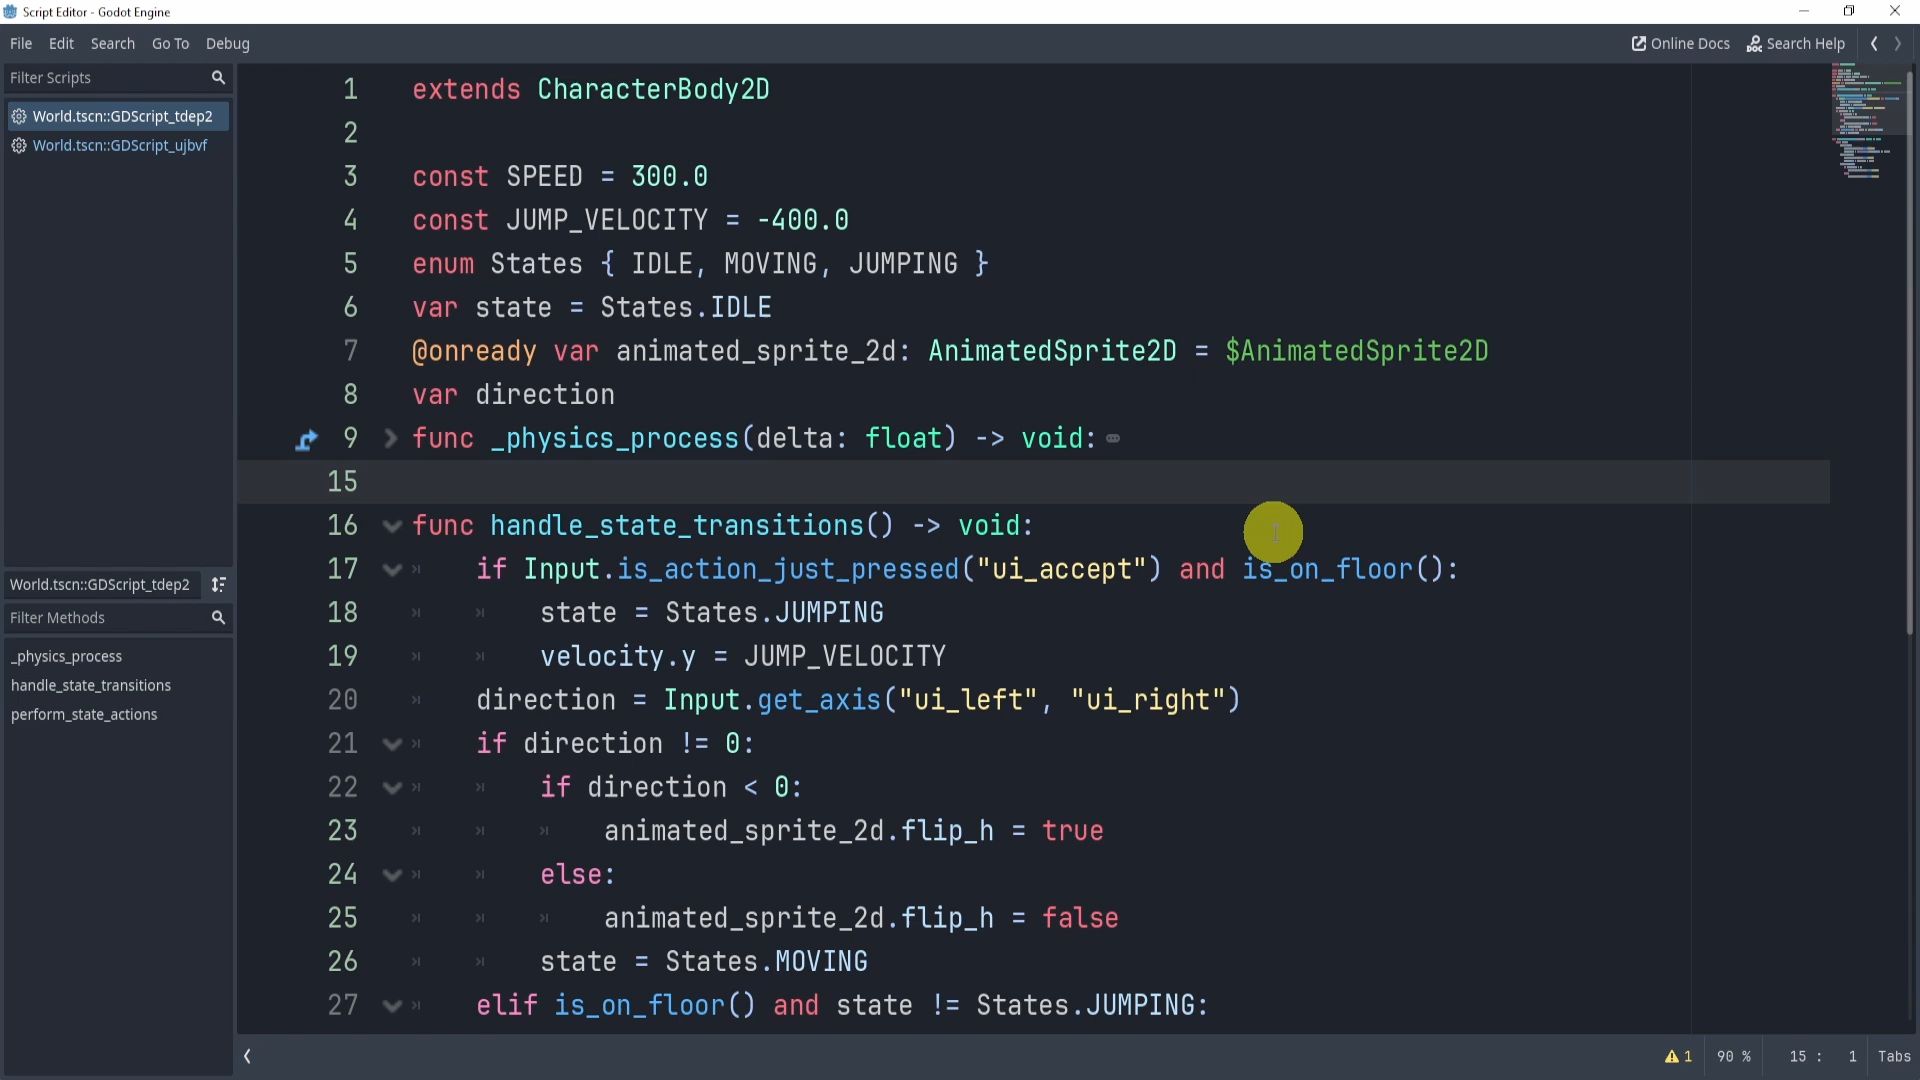 Script Editor - Godot Engine
File Edit Search Go To Debug
Online Docs Search Help
Filter Scripts
World.tscn::GDScript_tdep2
World.tscn::GDScript_ujbvf
World.tscn::GDScript_tdep2
Filter Methods
_physics_process
handle_state_transitions
perform_state_actions
1 extends CharacterBody2D
2
3 const SPEED = 300.0
4 const JUMP_VELOCITY = -400.0
5 enum States { IDLE, MOVING, JUMPING }
6 var state = States.IDLE
7 @onready var animated_sprite_2d: AnimatedSprite2D = $AnimatedSprite2D
8 var direction
9 func _physics_process(delta: float) -> void:
15
16 func handle_state_transitions() -> void:
17 if Input.is_action_just_pressed("ui_accept") and is_on_floor():
18 state = States.JUMPING
19 velocity.y = JUMP_VELOCITY
20 direction = Input.get_axis("ui_left", "ui_right")
21 if direction != 0:
22 if direction < 0:
23 animated_sprite_2d.flip_h = true
24 else:
25 animated_sprite_2d.flip_h = false
26 state = States.MOVING
27 elif is_on_floor() and state != States.JUMPING:
1 90 % 15 : 1 Tabs